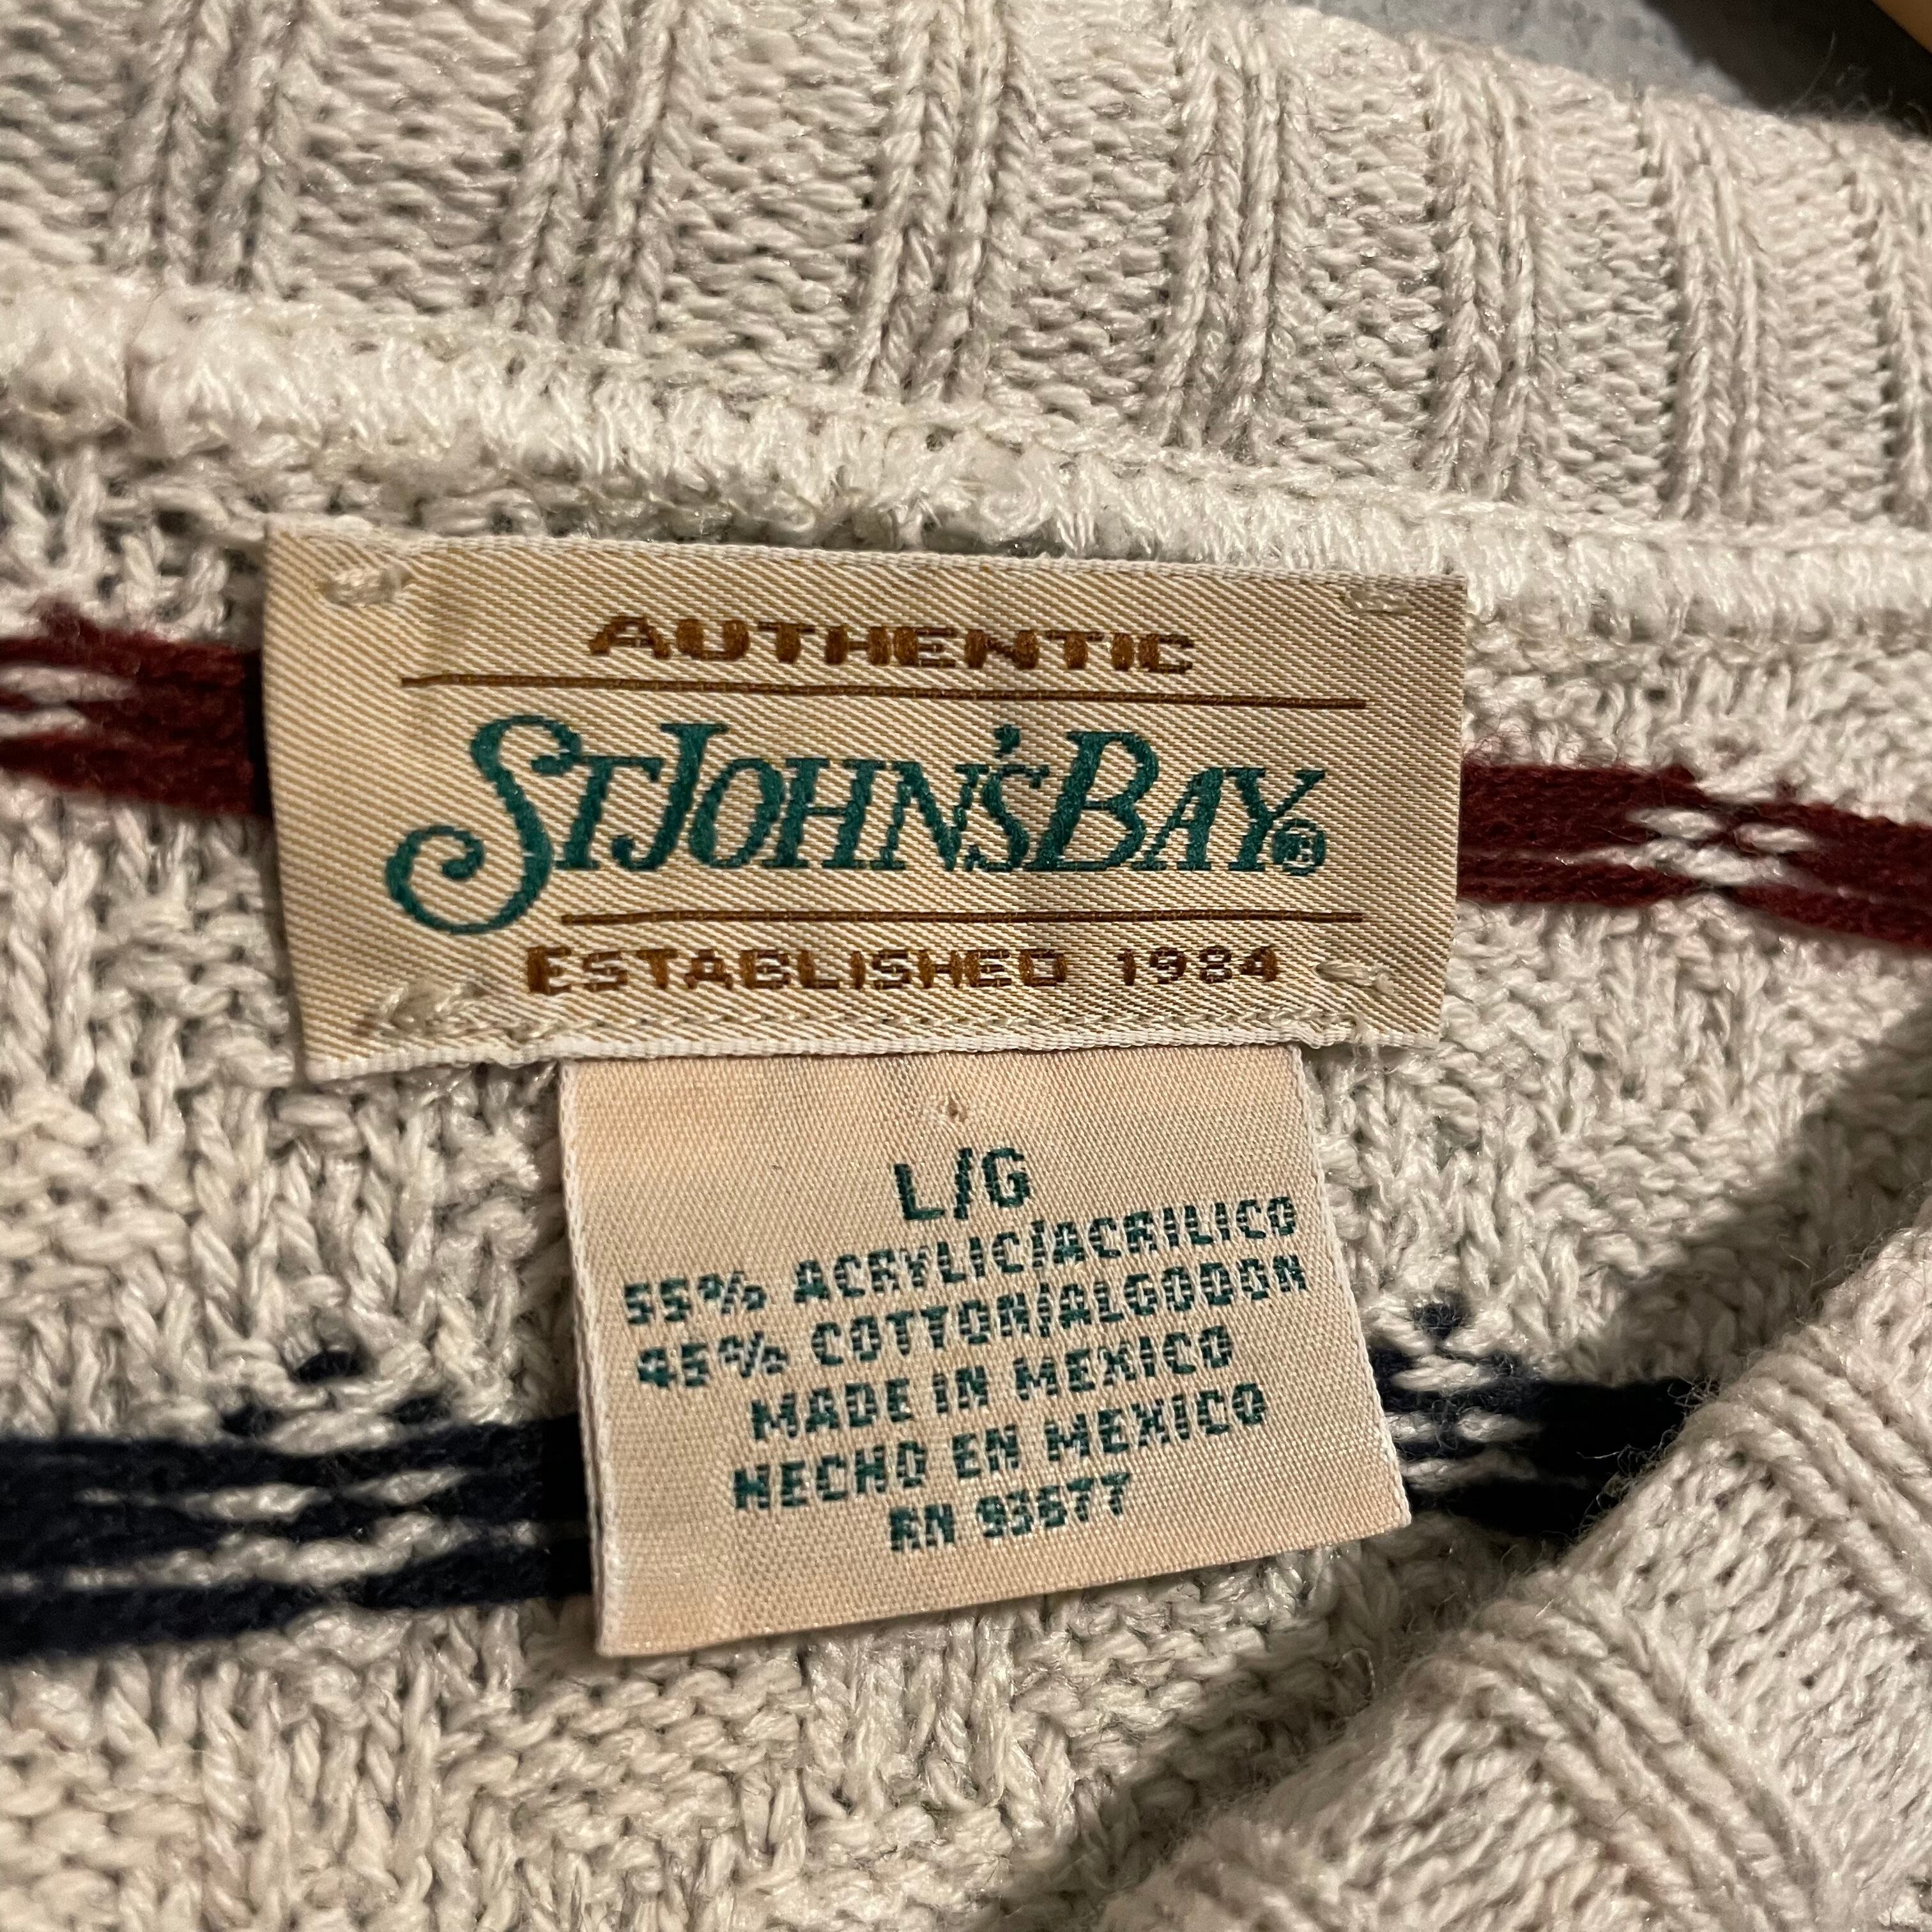 AUTHENTIC
ST JOHN'S BAY®
ESTABLISHED 1984
L/G
55% ACRYLIC/ACRILICO
45% COTTON/ALGODON
MADE IN MEXICO
HECHO EN MEXICO
RN 93677